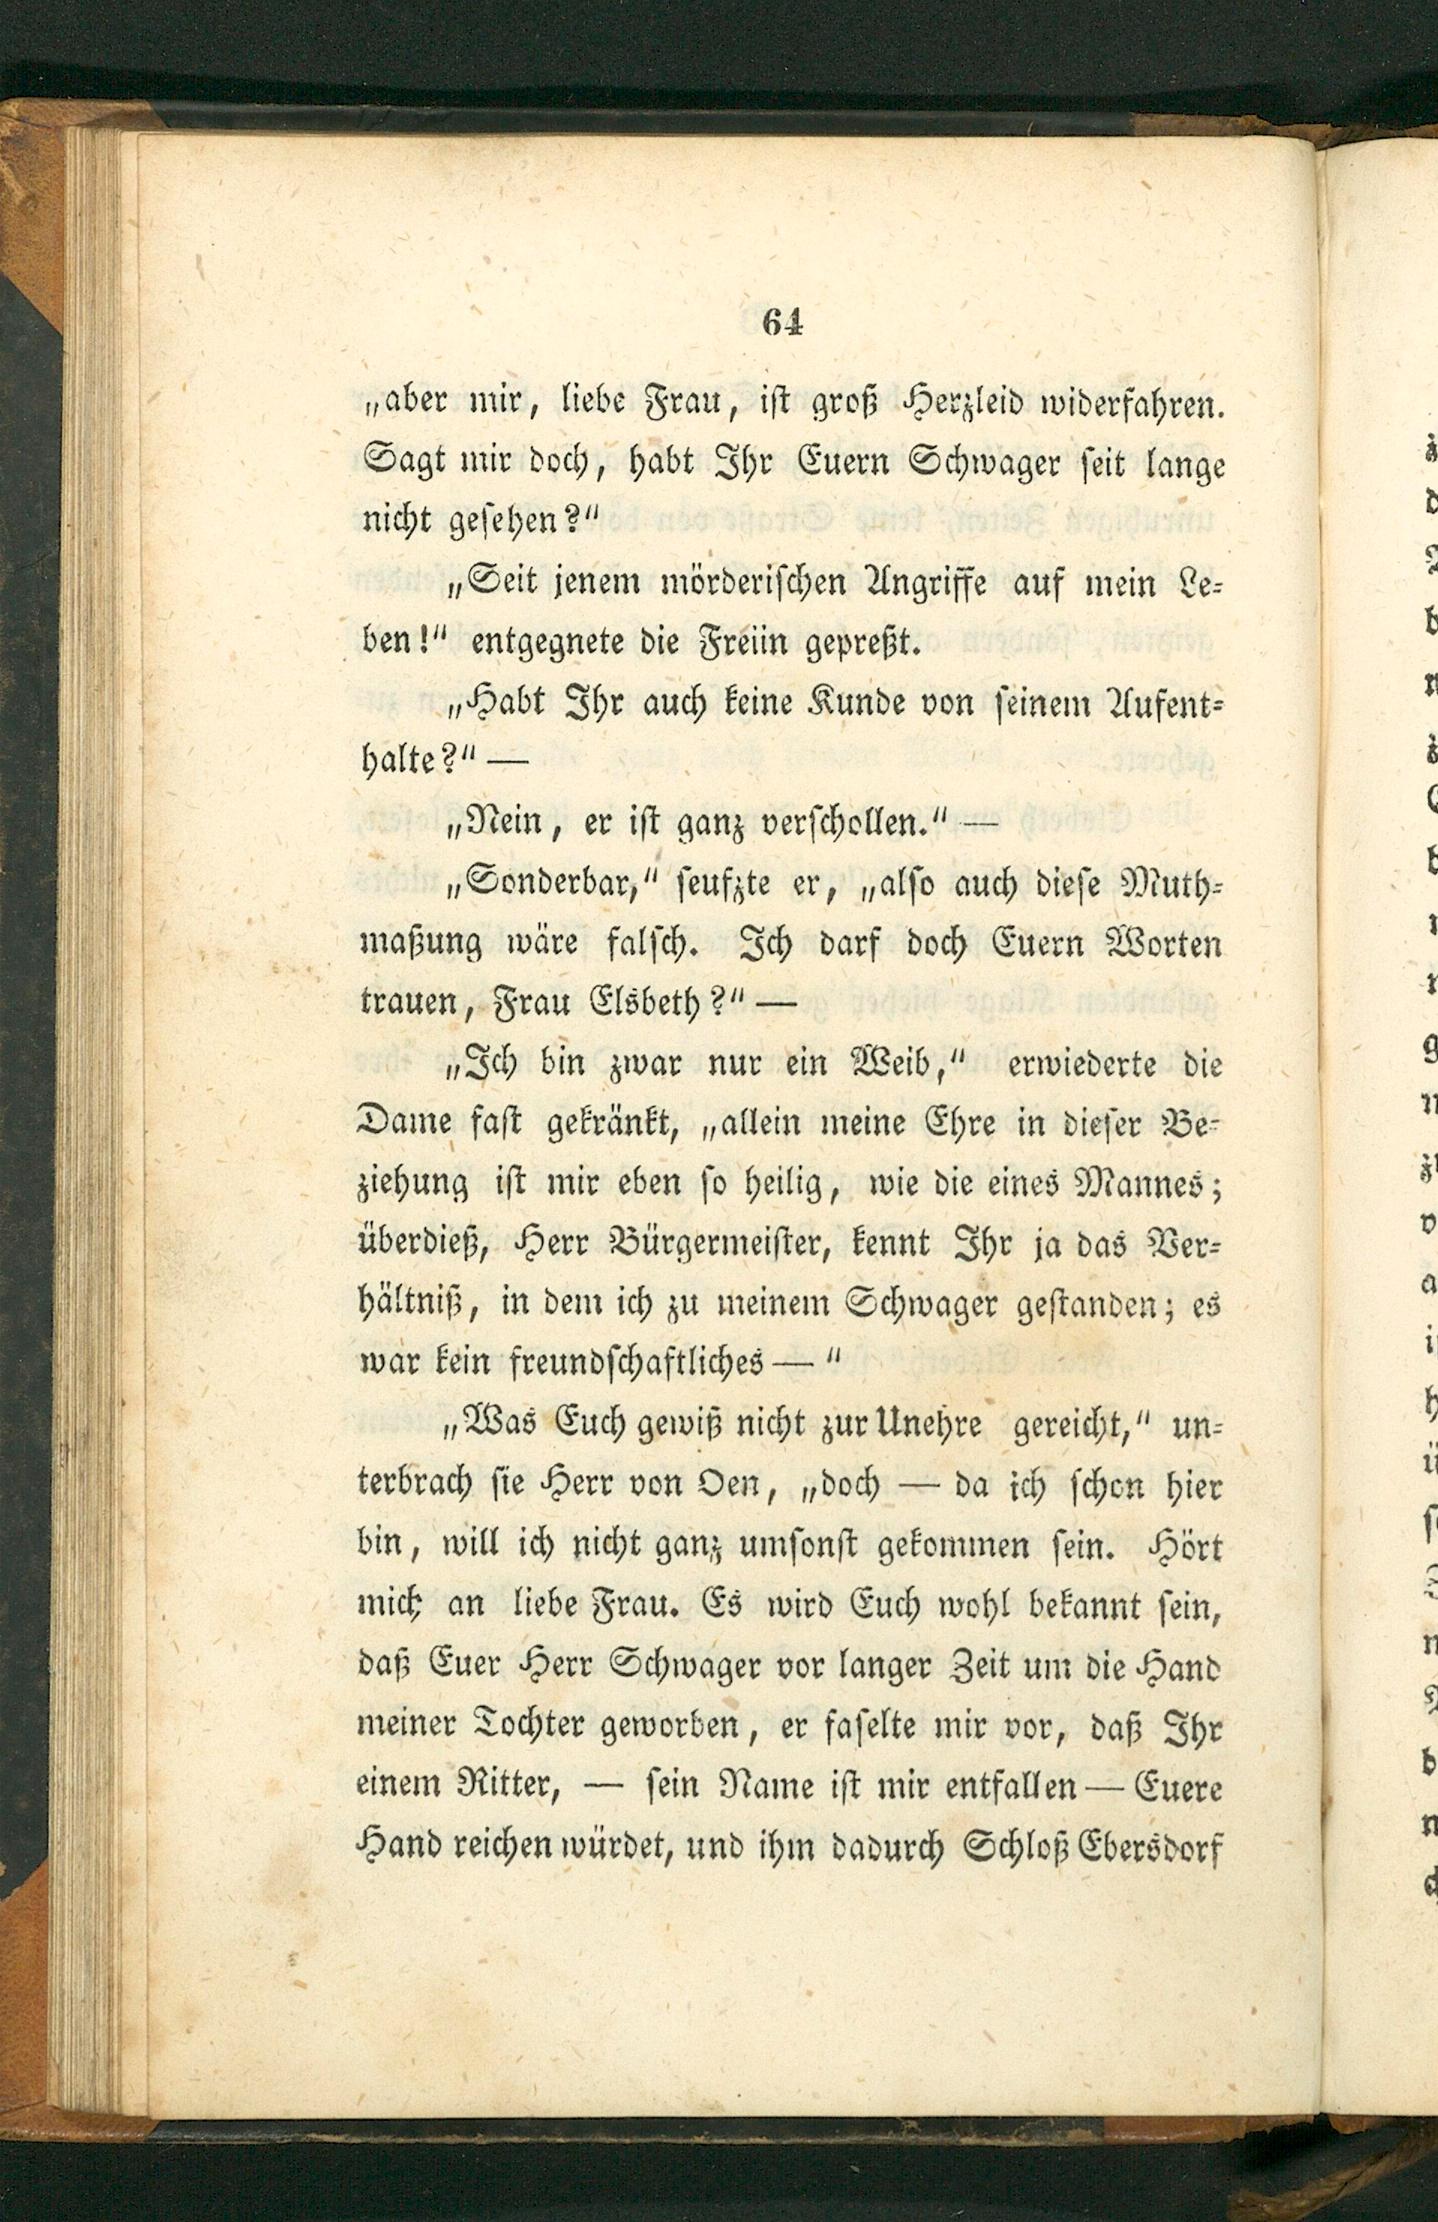 64
„aber mir, liebe Frau, ist groß Herzleid widerfahren.
Sagt mir doch, habt Ihr Euern Schwager seit lange
nicht gesehen?“
„Seit jenem mörderischen Angriffe auf mein Le-
ben!“ entgegnete die Freiin gepreßt.
„Habt Ihr auch keine Kunde von seinem Aufent-
halte?“ —
„Nein, er ist ganz verschollen.“ —
„Sonderbar,“ seufzte er, „also auch diese Muth-
maßung wäre falsch. Ich darf doch Euern Worten
trauen, Frau Elsbeth?“ —
„Ich bin zwar nur ein Weib,“ erwiederte die
Dame fast gekränkt, „allein meine Ehre in dieser Be-
ziehung ist mir eben so heilig, wie die eines Mannes;
überdieß, Herr Bürgermeister, kennt Ihr ja das Ver-
hältniß, in dem ich zu meinem Schwager gestanden; es
war kein freundschaftliches — “
„Was Euch gewiß nicht zur Unehre gereicht,“ un-
terbrach sie Herr von Oen, „doch — da ich schon hier
bin, will ich nicht ganz umsonst gekommen sein. Hört
mich an liebe Frau. Es wird Euch wohl bekannt sein,
daß Euer Herr Schwager vor langer Zeit um die Hand
meiner Tochter geworben, er faselte mir vor, daß Ihr
einem Ritter, — sein Name ist mir entfallen — Euere
Hand reichen würdet, und ihm dadurch Schloß Ebersdorf